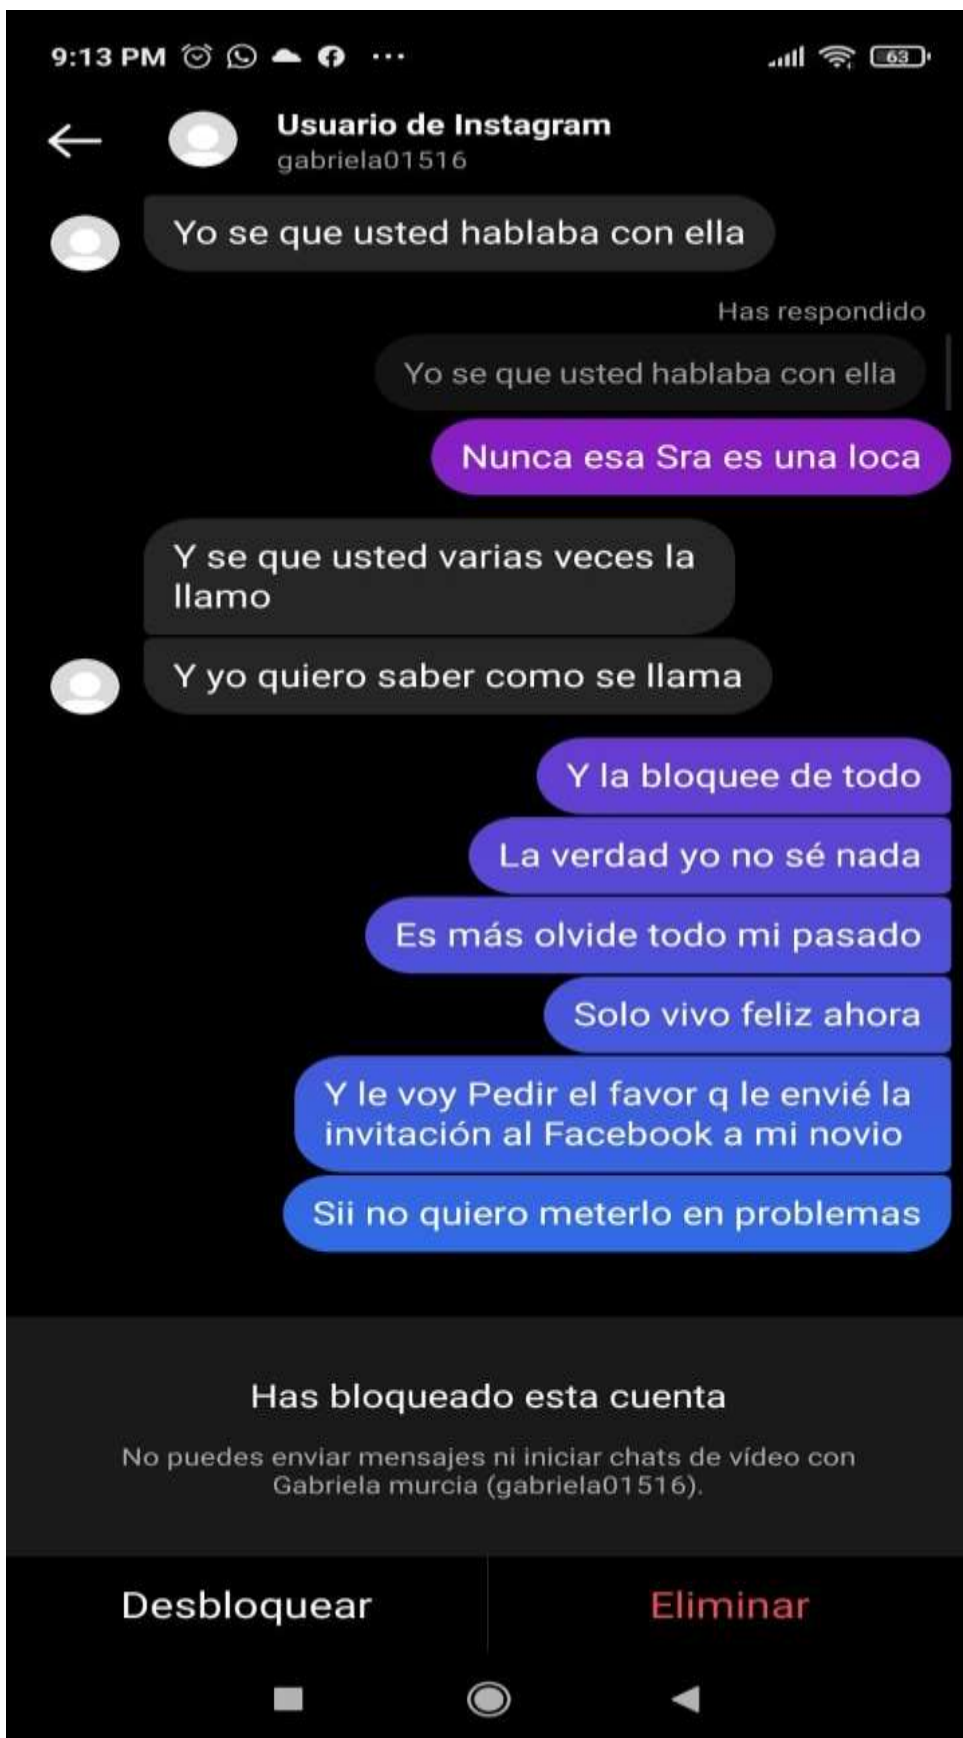 9:13 PM
63
Usuario de Instagram
gabriela01516
Yo se que usted hablaba con ella
Has respondido
Yo se que usted hablaba con ella
Nunca esa Sra es una loca
Y se que usted varias veces la
llamo
Y yo quiero saber como se llama
Y la bloquee de todo
La verdad yo no sé nada
Es más olvide todo mi pasado
Solo vivo feliz ahora
Y le voy Pedir el favor q le envié la
invitación al Facebook a mi novio
Sii no quiero meterlo en problemas
Has bloqueado esta cuenta
No puedes enviar mensajes ni iniciar chats de vídeo con
Gabriela murcia (gabriela01516).
Desbloquear
Eliminar